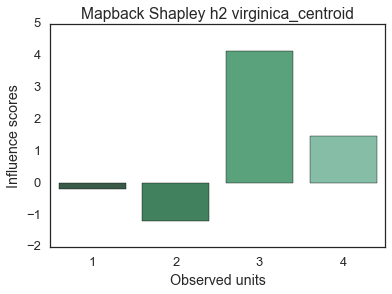 Mapback Shapley h2 virginica_centroid
5
4
3
2
1
0
−1
−2
Influence scores
1 2 3 4
Observed units